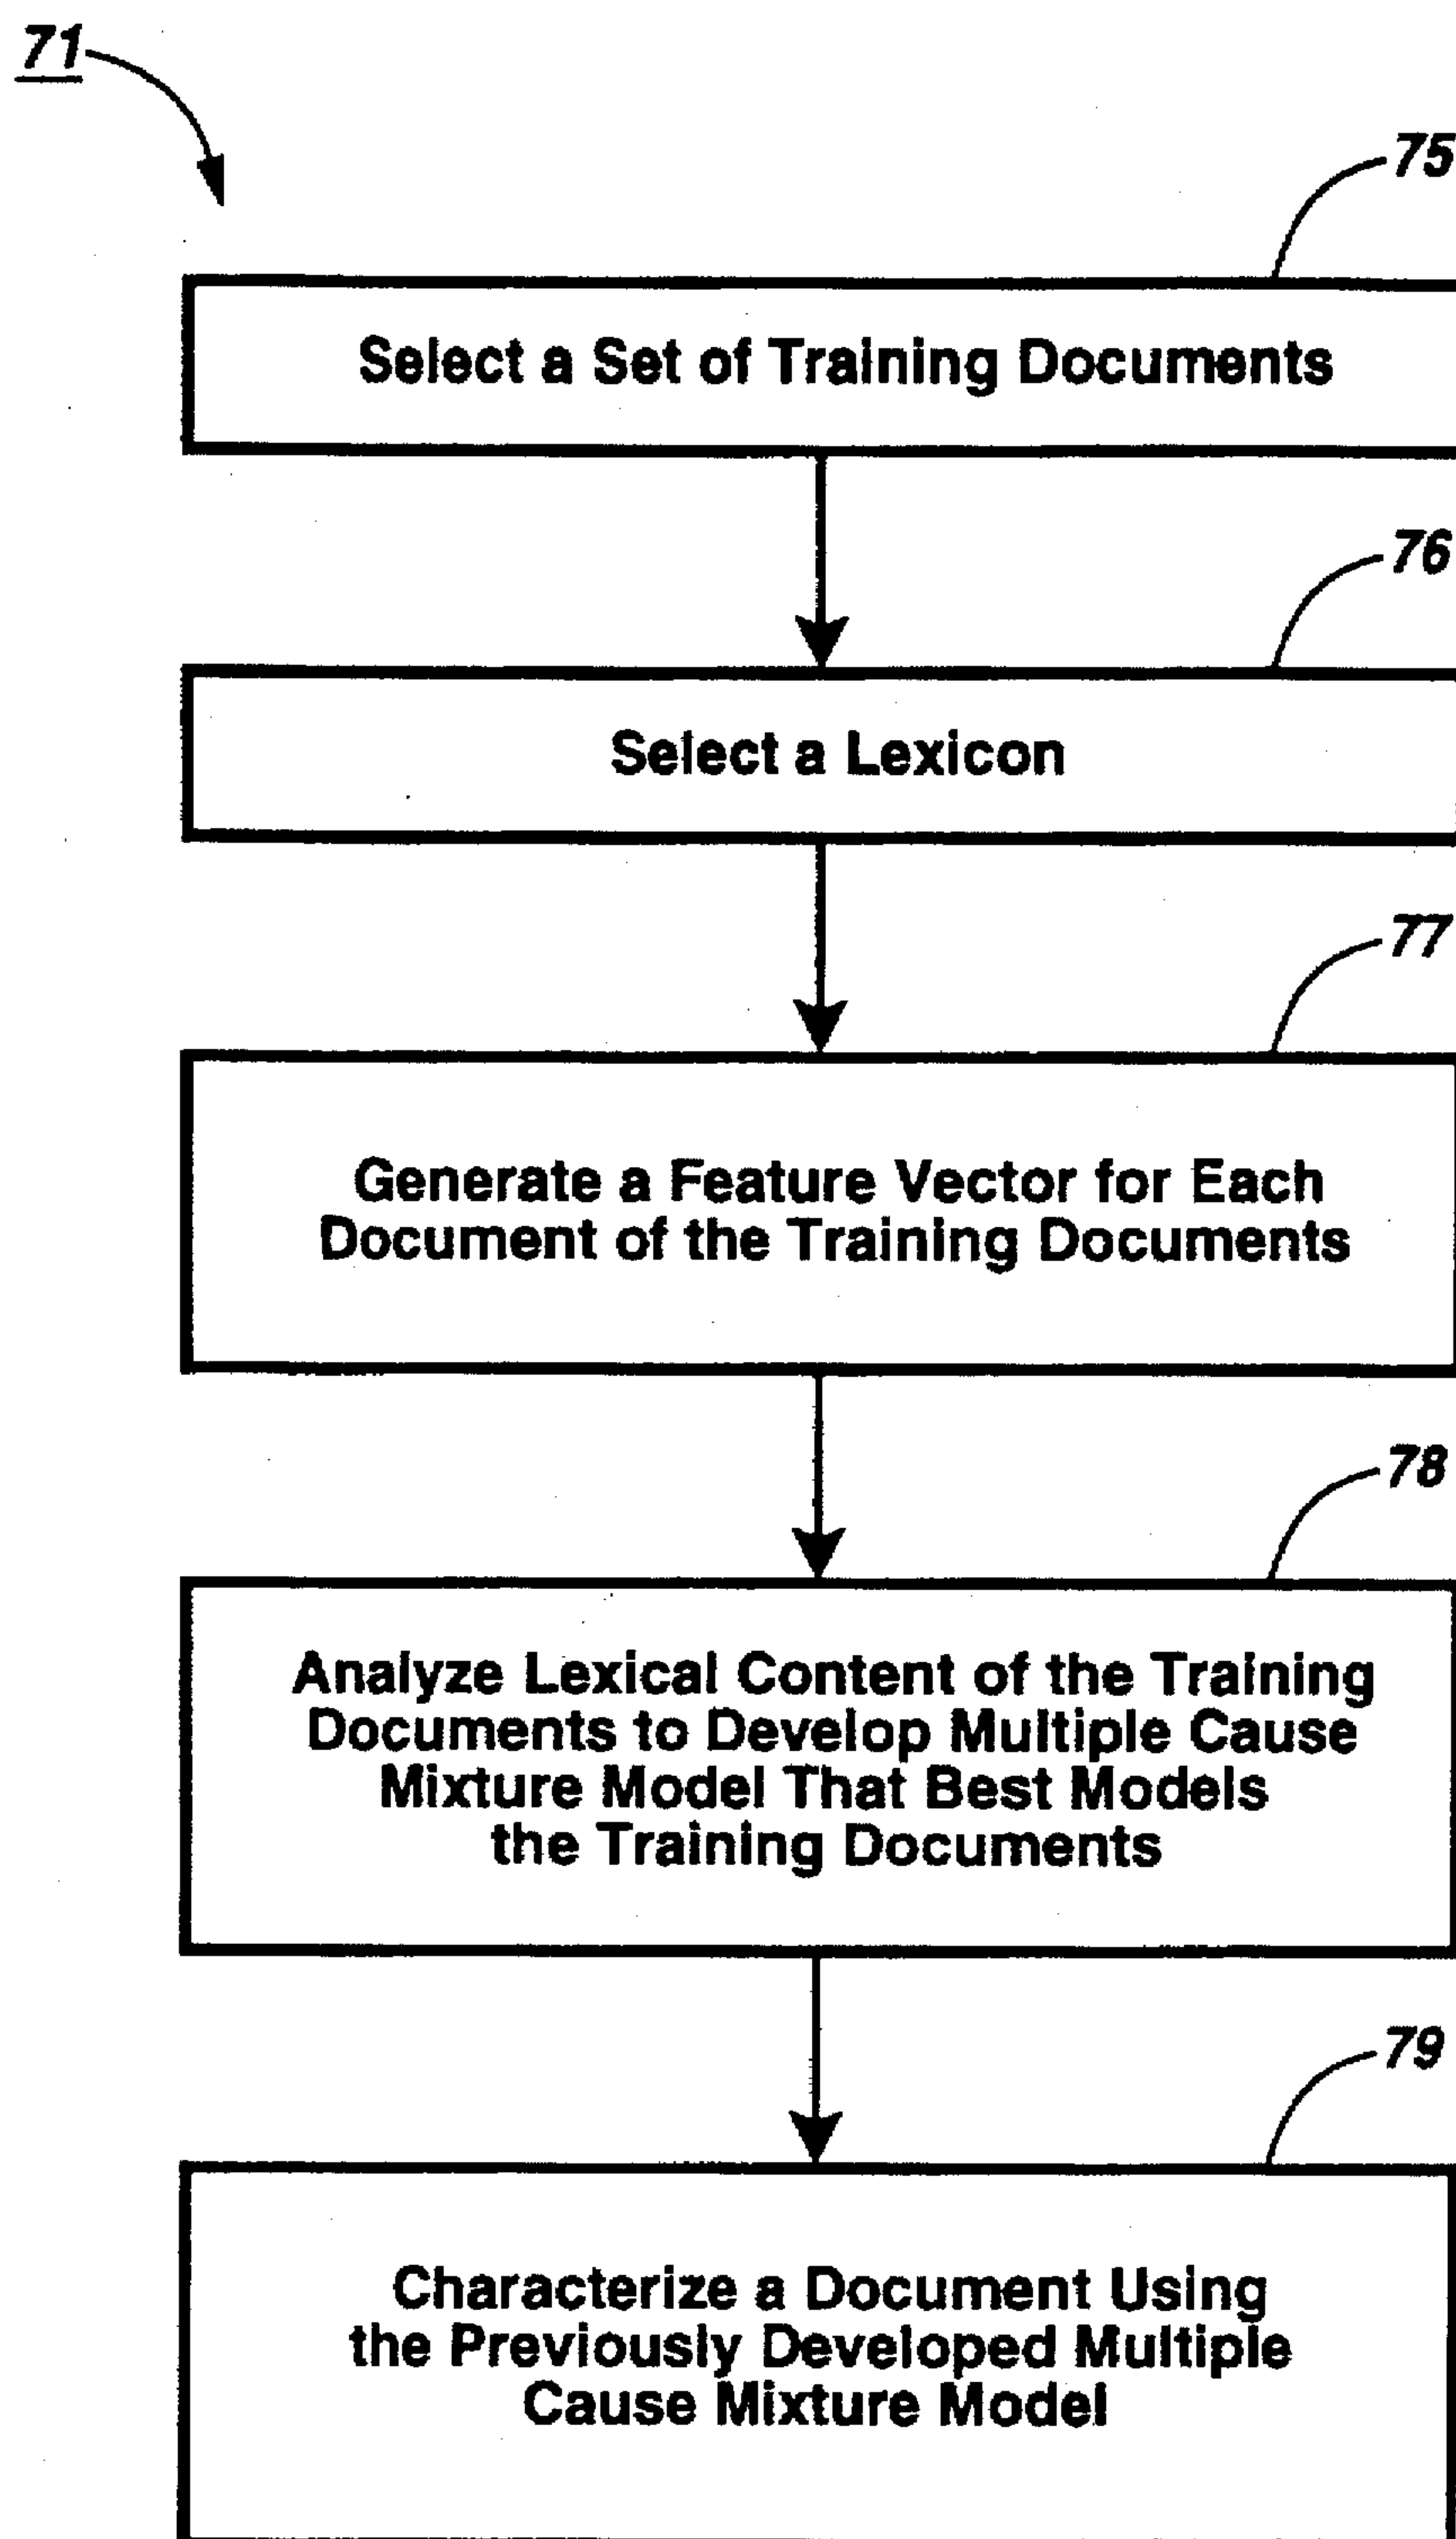 71
75
Select a Set of Training Documents
76
Select a Lexicon
77
Generate a Feature Vector for Each
Document of the Training Documents
78
Analyze Lexical Content of the Training
Documents to Develop Multiple Cause
Mixture Model That Best Models
the Training Documents
79
Characterize a Document Using
the Previously Developed Multiple
Cause Mixture Model